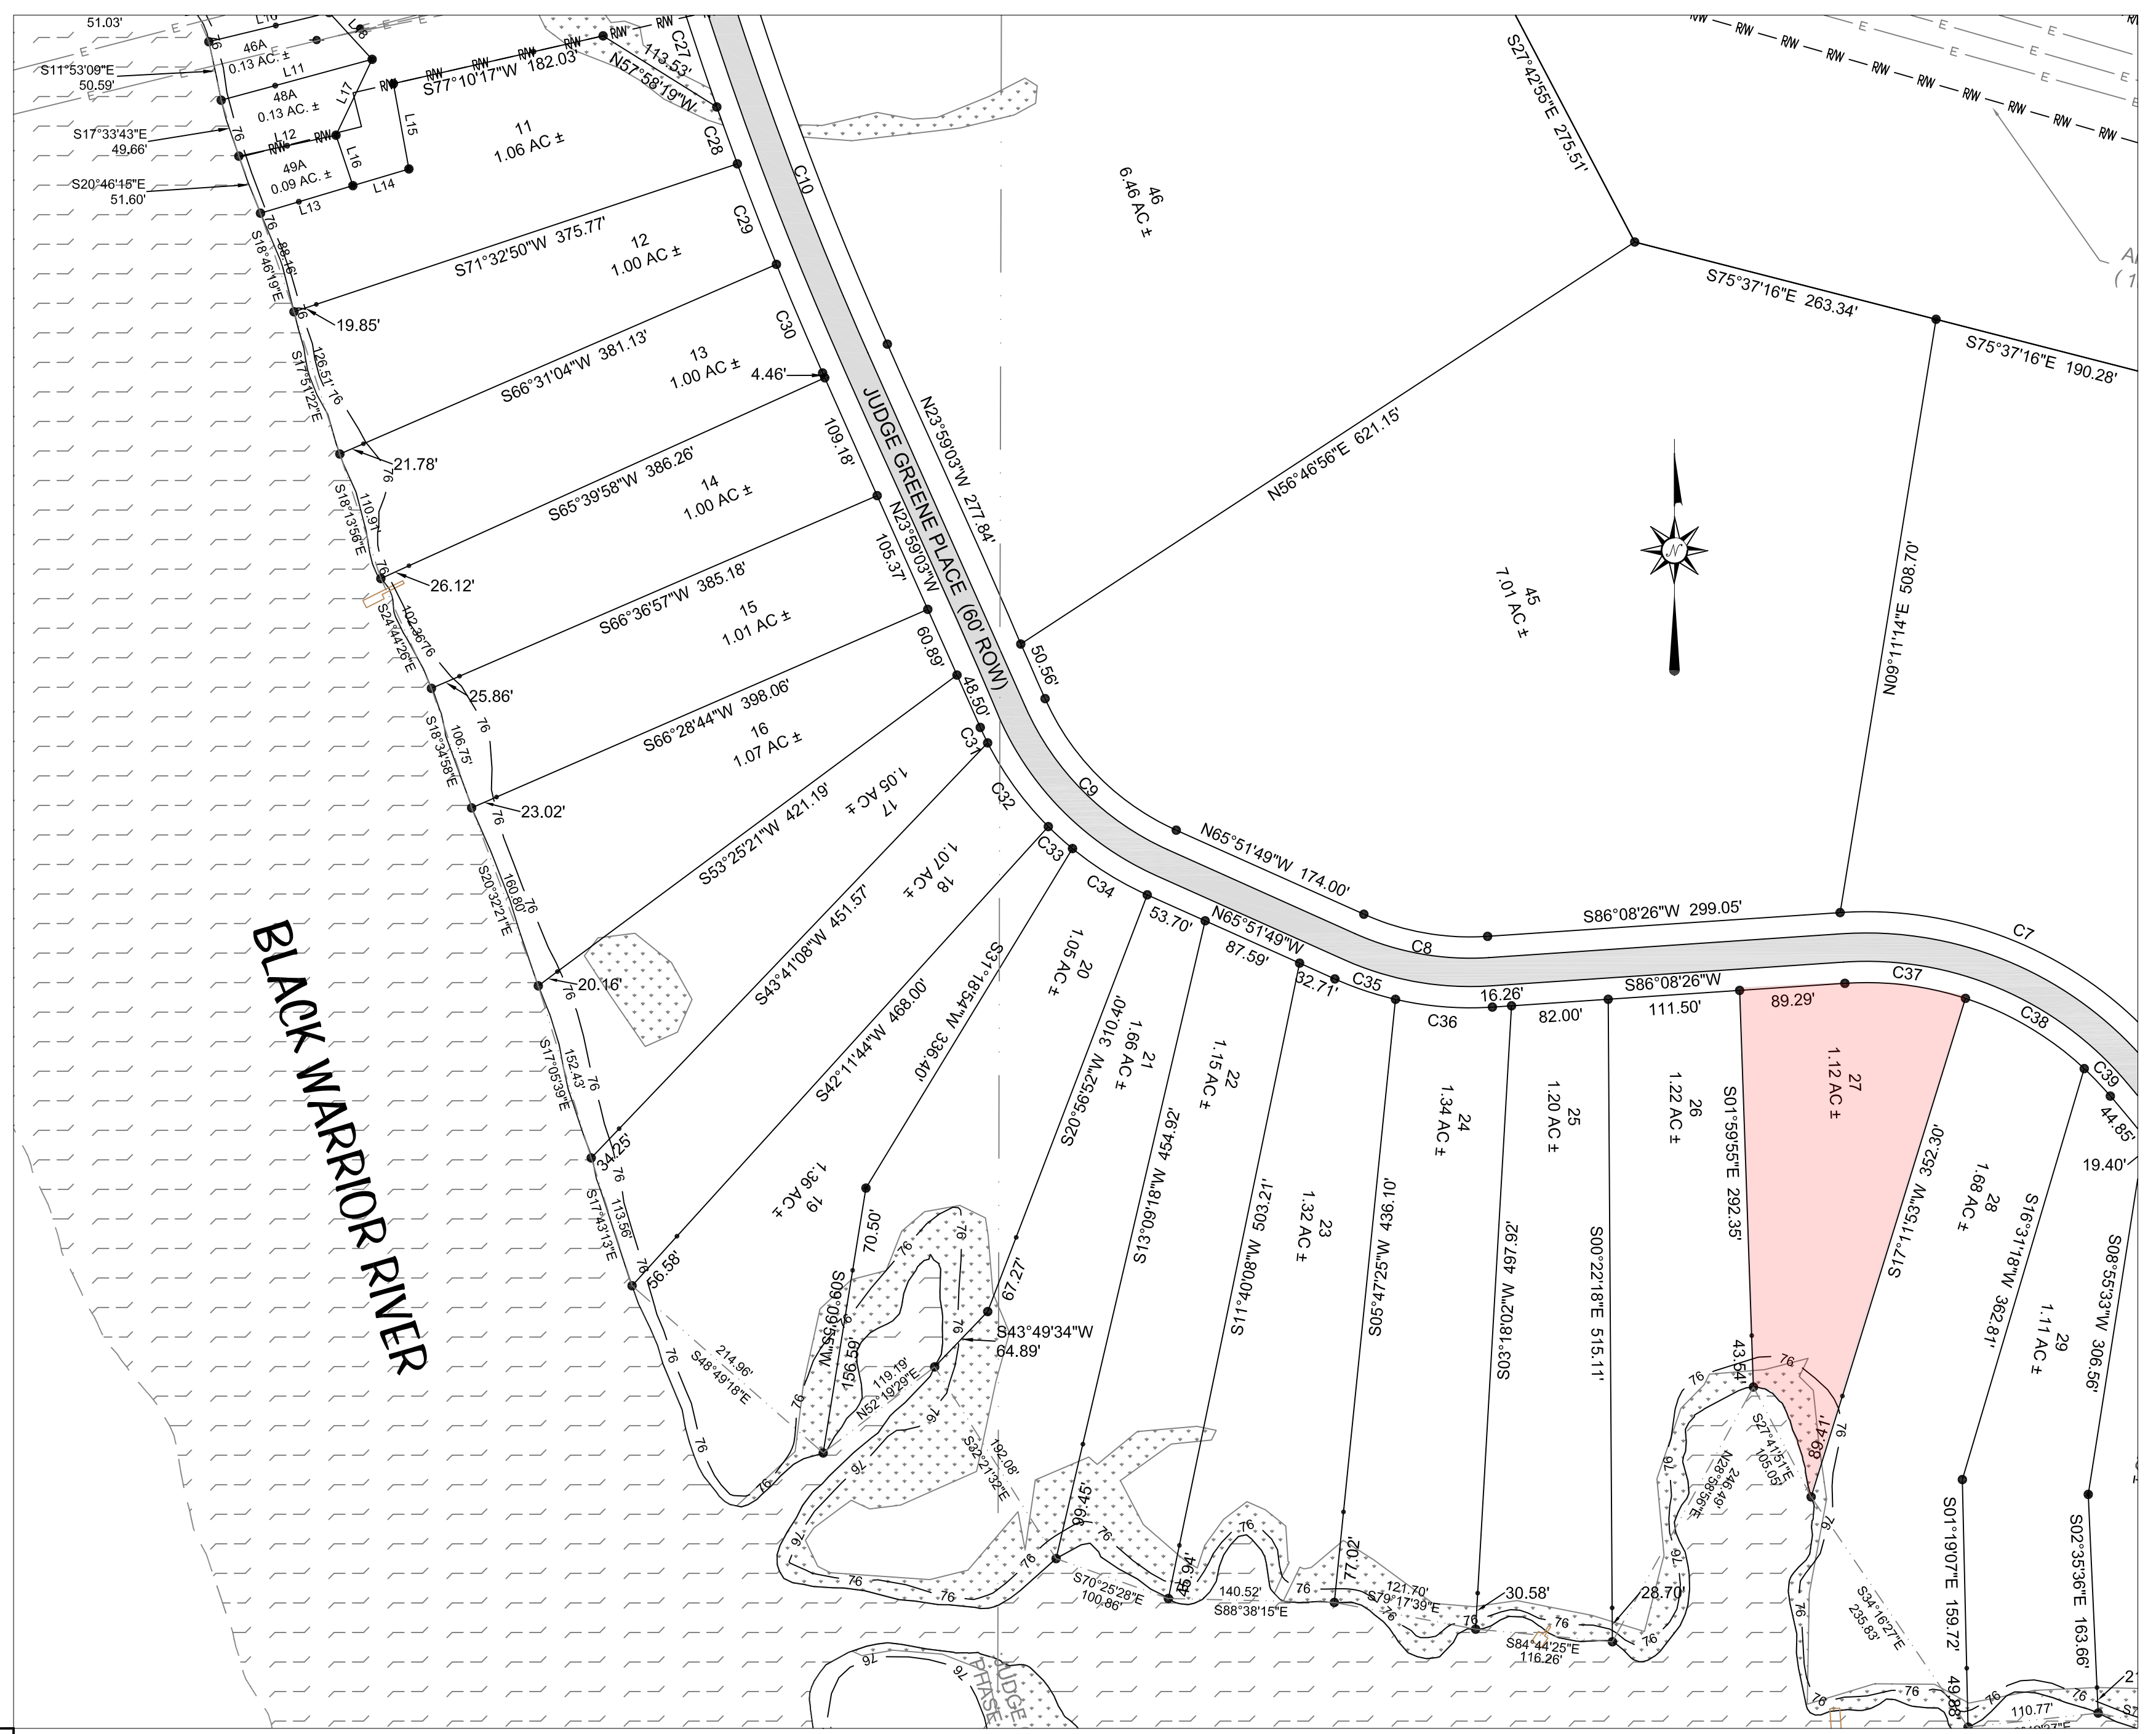 51.03'
L10
L8
46A
0.13 AC. ±
S11°53'09"E
50.59'
L11
48A
0.13 AC. ±
L17
S17°33'43"E
49.66'
L12
49A
0.09 AC. ±
L16
L15
L14
L13
S20°46'15"E
51.60'
S77°10'17"W 182.03'
113.53'
N57°58'19"W
C27
C28
C29
C30
C10
11
1.06 AC ±
88.16'
S18°46'19"E
S71°32'50"W 375.77'
12
1.00 AC ±
19.85'
126.51'
S17°51'22"E
S66°31'04"W 381.13'
13
1.00 AC ±
4.46'
21.78'
110.91'
S18°13'56"E
S65°39'58"W 386.26'
14
1.00 AC ±
109.18'
26.12'
102.36'
S24°44'26"E
S66°36'57"W 385.18'
15
1.01 AC ±
105.37'
N23°59'03"W
25.86'
106.75'
S18°34'58"E
S66°28'44"W 398.06'
16
1.07 AC ±
60.89'
48.50'
23.02'
160.80'
S20°32'21"E
S53°25'21"W 421.19'
17
1.05 AC ±
C31
C32
20.16'
152.43'
S17°05'39"E
S43°41'08"W 451.57'
18
1.07 AC ±
C33
34.25'
113.56'
S17°43'13"E
S42°11'44"W 468.00'
19
1.36 AC ±
56.58'
JUDGE GREENE PLACE (60' ROW)
N23°59'03"W 277.84'
50.56'
C9
46
6.46 AC ±
S27°42'55"E 275.51'
S75°37'16"E 263.34'
S75°37'16"E 190.28'
N56°46'56"E 621.15'
45
7.01 AC ±
N
N09°11'14"E 508.70'
N65°51'49"W 174.00'
C8
S86°08'26"W 299.05'
C7
C34
53.70'
N65°51'49"W
87.59'
32.71'
C35
C36
16.26'
82.00'
S86°08'26"W
111.50'
89.29'
C37
C38
C39
44.85'
19.40'
S31°18'54"W 336.40'
20
1.05 AC ±
S20°56'52"W 310.40'
21
1.66 AC ±
S13°09'18"W 454.92'
22
1.15 AC ±
S11°40'08"W 503.21'
23
1.32 AC ±
S05°47'25"W 436.10'
24
1.34 AC ±
S03°18'02"W 497.92'
25
1.20 AC ±
S00°22'18"E 515.11'
26
1.22 AC ±
S01°59'55"E 292.35'
27
1.12 AC ±
S17°11'53"W 352.30'
28
1.68 AC ±
S16°31'18"W 362.81'
29
1.11 AC ±
S08°55'33"W 306.56'
BLACK WARRIOR RIVER
70.50'
S09°09'55"W
156.59'
67.27'
S43°49'34"W
64.89'
119.19'
N52°19'29"E
214.96'
S48°49'18"E
192.08'
S32°21'32"E
99.45'
S70°25'28"E
100.86'
45.94'
140.52'
S88°38'15"E
77.02'
121.70'
S79°17'39"E
30.58'
S84°44'25"E
116.26'
28.70'
N28°58'56"E
246.49'
43.54'
S27°41'51"E
105.05'
89.41'
S34°16'27"E
235.83'
S01°19'07"E 159.72'
49.88'
S02°35'36"E 163.66'
110.77'
JUDGE
PHASE